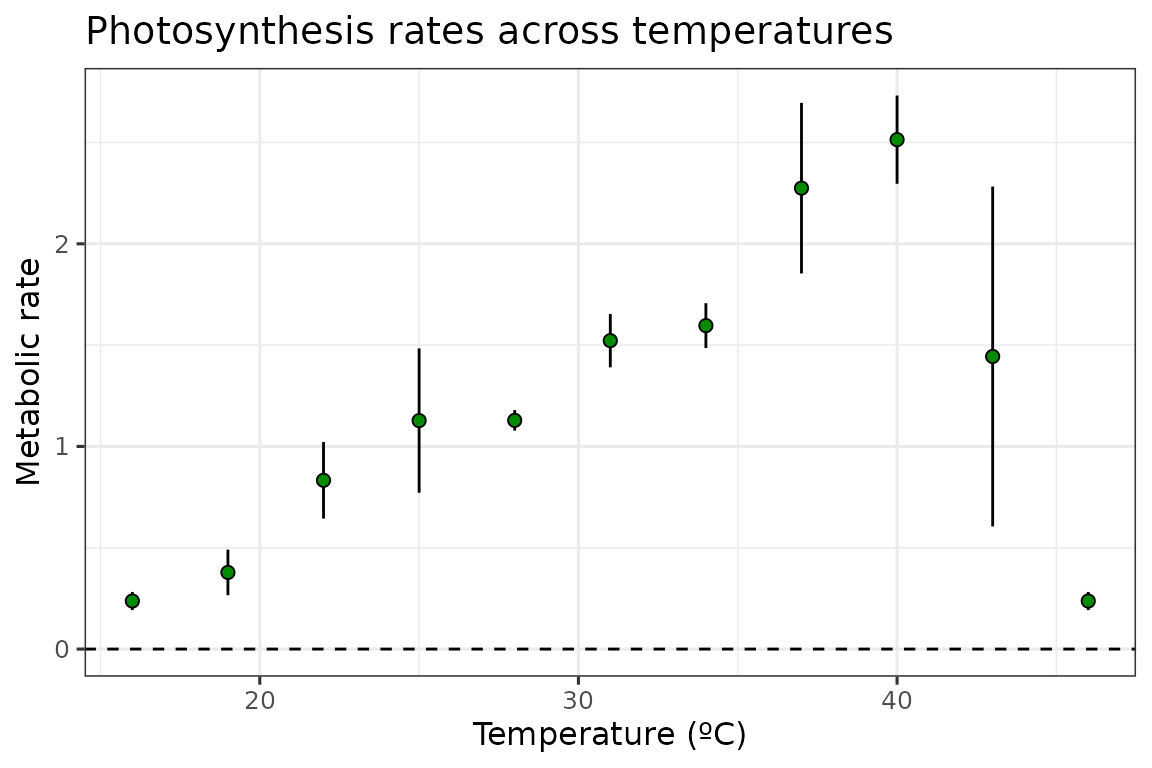 Photosynthesis rates across temperatures
Metabolic rate
2
1
0
20 30 40
Temperature (ºC)